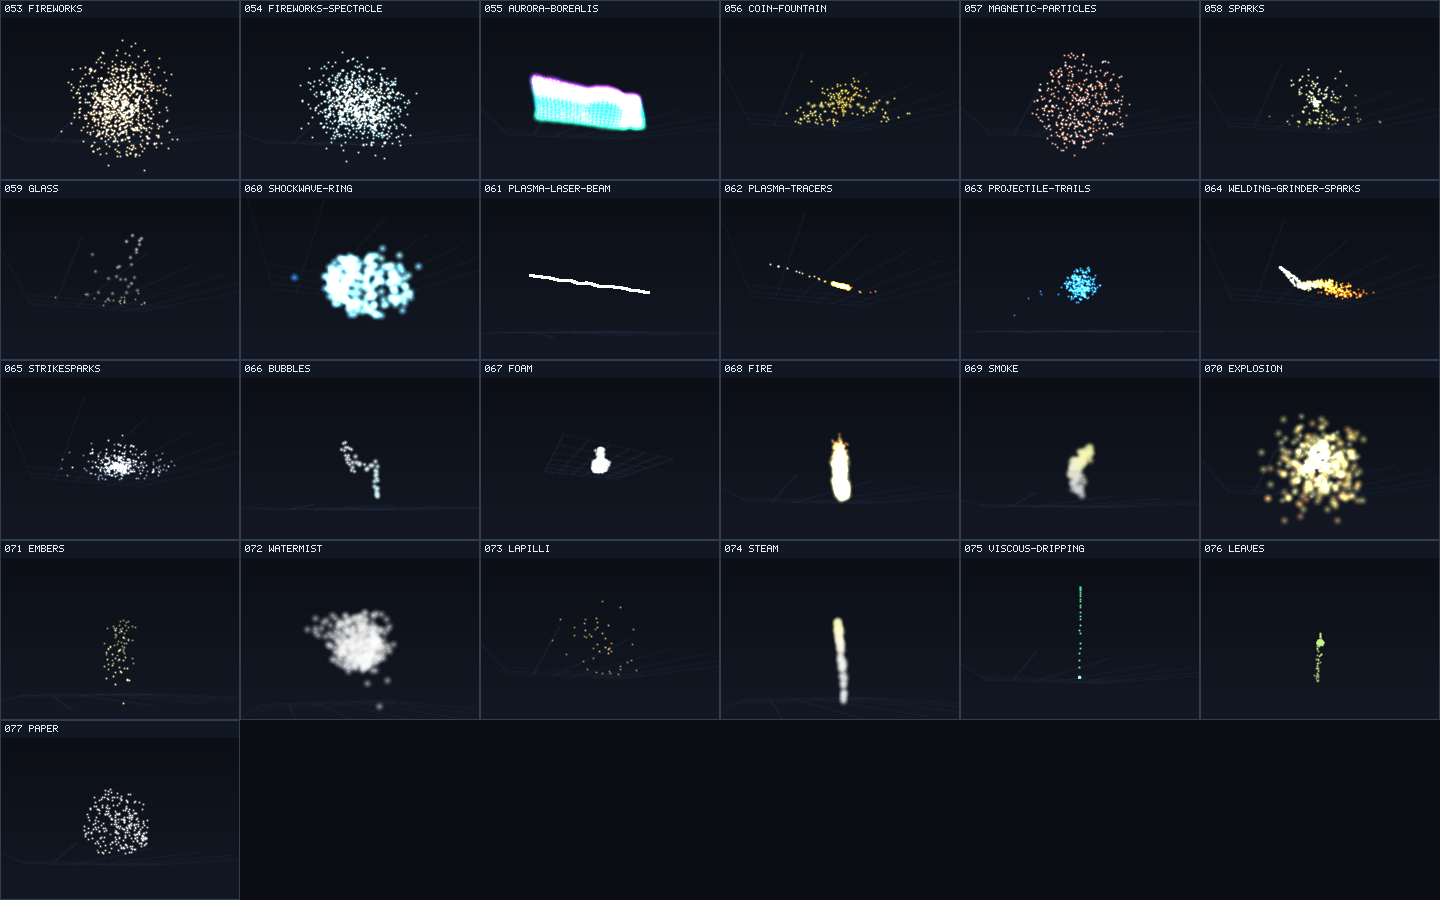 053 FIREWORKS
054 FIREWORKS-SPECTACLE
055 AURORA-BOREALIS
056 COIN-FOUNTAIN
057 MAGNETIC-PARTICLES
058 SPARKS
059 GLASS
060 SHOCKWAVE-RING
061 PLASMA-LASER-BEAM
062 PLASMA-TRACERS
063 PROJECTILE-TRAILS
064 WELDING-GRINDER-SPARKS
065 STRIKESPARKS
066 BUBBLES
067 FOAM
068 FIRE
069 SMOKE
070 EXPLOSION
071 EMBERS
072 WATERMIST
073 LAPILLI
074 STEAM
075 VISCOUS-DRIPPING
076 LEAVES
077 PAPER